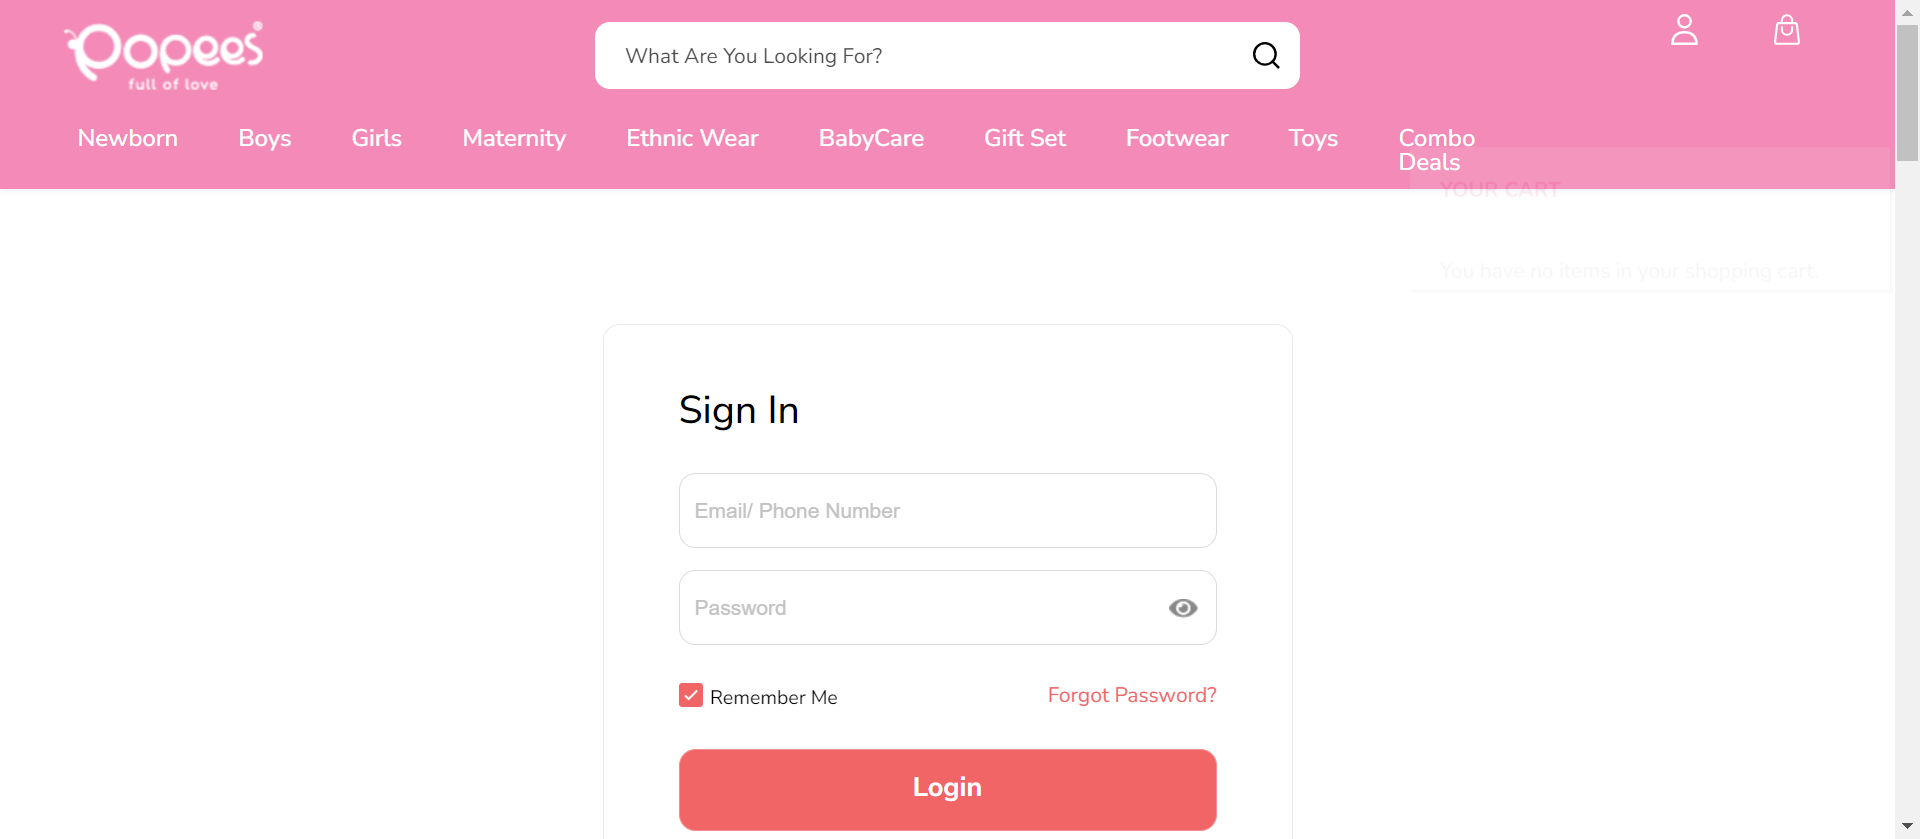 Popees®
full of love
What Are You Looking For?
Newborn Boys Girls Maternity Ethnic Wear BabyCare Gift Set Footwear Toys Combo Deals
YOUR CART
You have no items in your shopping cart.
Sign In
Email/ Phone Number
Password
Remember Me Forgot Password?
Login